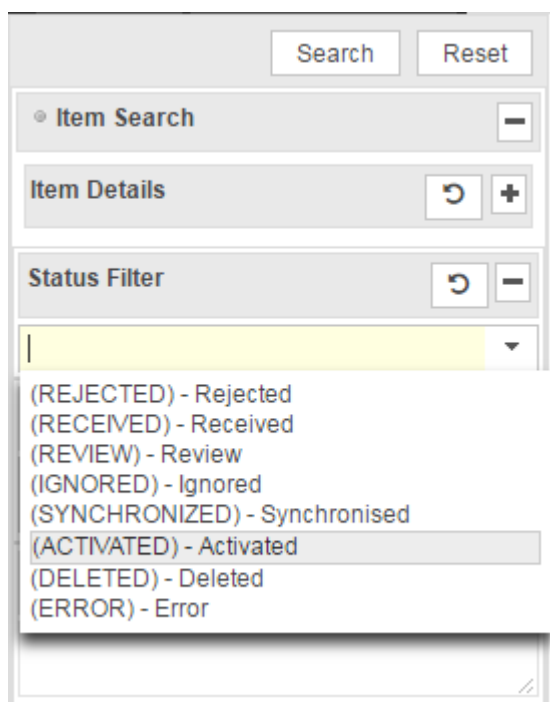 Search Reset
Item Search
Item Details
Status Filter
(REJECTED) - Rejected
(RECEIVED) - Received
(REVIEW) - Review
(IGNORED) - Ignored
(SYNCHRONIZED) - Synchronised
(ACTIVATED) - Activated
(DELETED) - Deleted
(ERROR) - Error